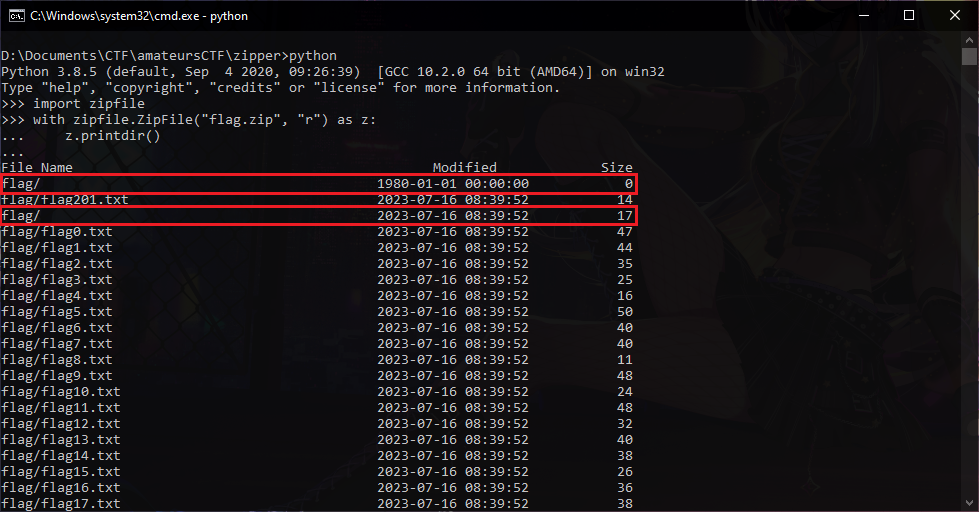 C:\Windows\system32\cmd.exe - python
D:\Documents\CTF\amateursCTF\zipper>python
Python 3.8.5 (default, Sep  4 2020, 09:26:39)  [GCC 10.2.0 64 bit (AMD64)] on win32
Type "help", "copyright", "credits" or "license" for more information.
>>> import zipfile
>>> with zipfile.ZipFile("flag.zip", "r") as z:
...     z.printdir()
...
File Name                                             Modified             Size
flag/                                          1980-01-01 00:00:00            0
flag/flag201.txt                               2023-07-16 08:39:52           14
flag/                                          2023-07-16 08:39:52           17
flag/flag0.txt                                 2023-07-16 08:39:52           47
flag/flag1.txt                                 2023-07-16 08:39:52           44
flag/flag2.txt                                 2023-07-16 08:39:52           35
flag/flag3.txt                                 2023-07-16 08:39:52           25
flag/flag4.txt                                 2023-07-16 08:39:52           16
flag/flag5.txt                                 2023-07-16 08:39:52           50
flag/flag6.txt                                 2023-07-16 08:39:52           40
flag/flag7.txt                                 2023-07-16 08:39:52           40
flag/flag8.txt                                 2023-07-16 08:39:52           11
flag/flag9.txt                                 2023-07-16 08:39:52           48
flag/flag10.txt                                2023-07-16 08:39:52           24
flag/flag11.txt                                2023-07-16 08:39:52           48
flag/flag12.txt                                2023-07-16 08:39:52           32
flag/flag13.txt                                2023-07-16 08:39:52           40
flag/flag14.txt                                2023-07-16 08:39:52           38
flag/flag15.txt                                2023-07-16 08:39:52           26
flag/flag16.txt                                2023-07-16 08:39:52           36
flag/flag17.txt                                2023-07-16 08:39:52           38